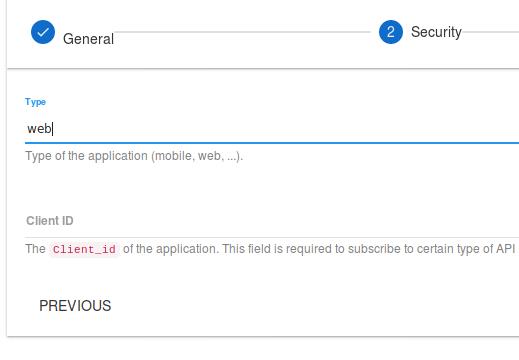 General
2 Security
Type
web
Type of the application (mobile, web, ...).
Client ID
The Client_id of the application. This field is required to subscribe to certain type of API
PREVIOUS